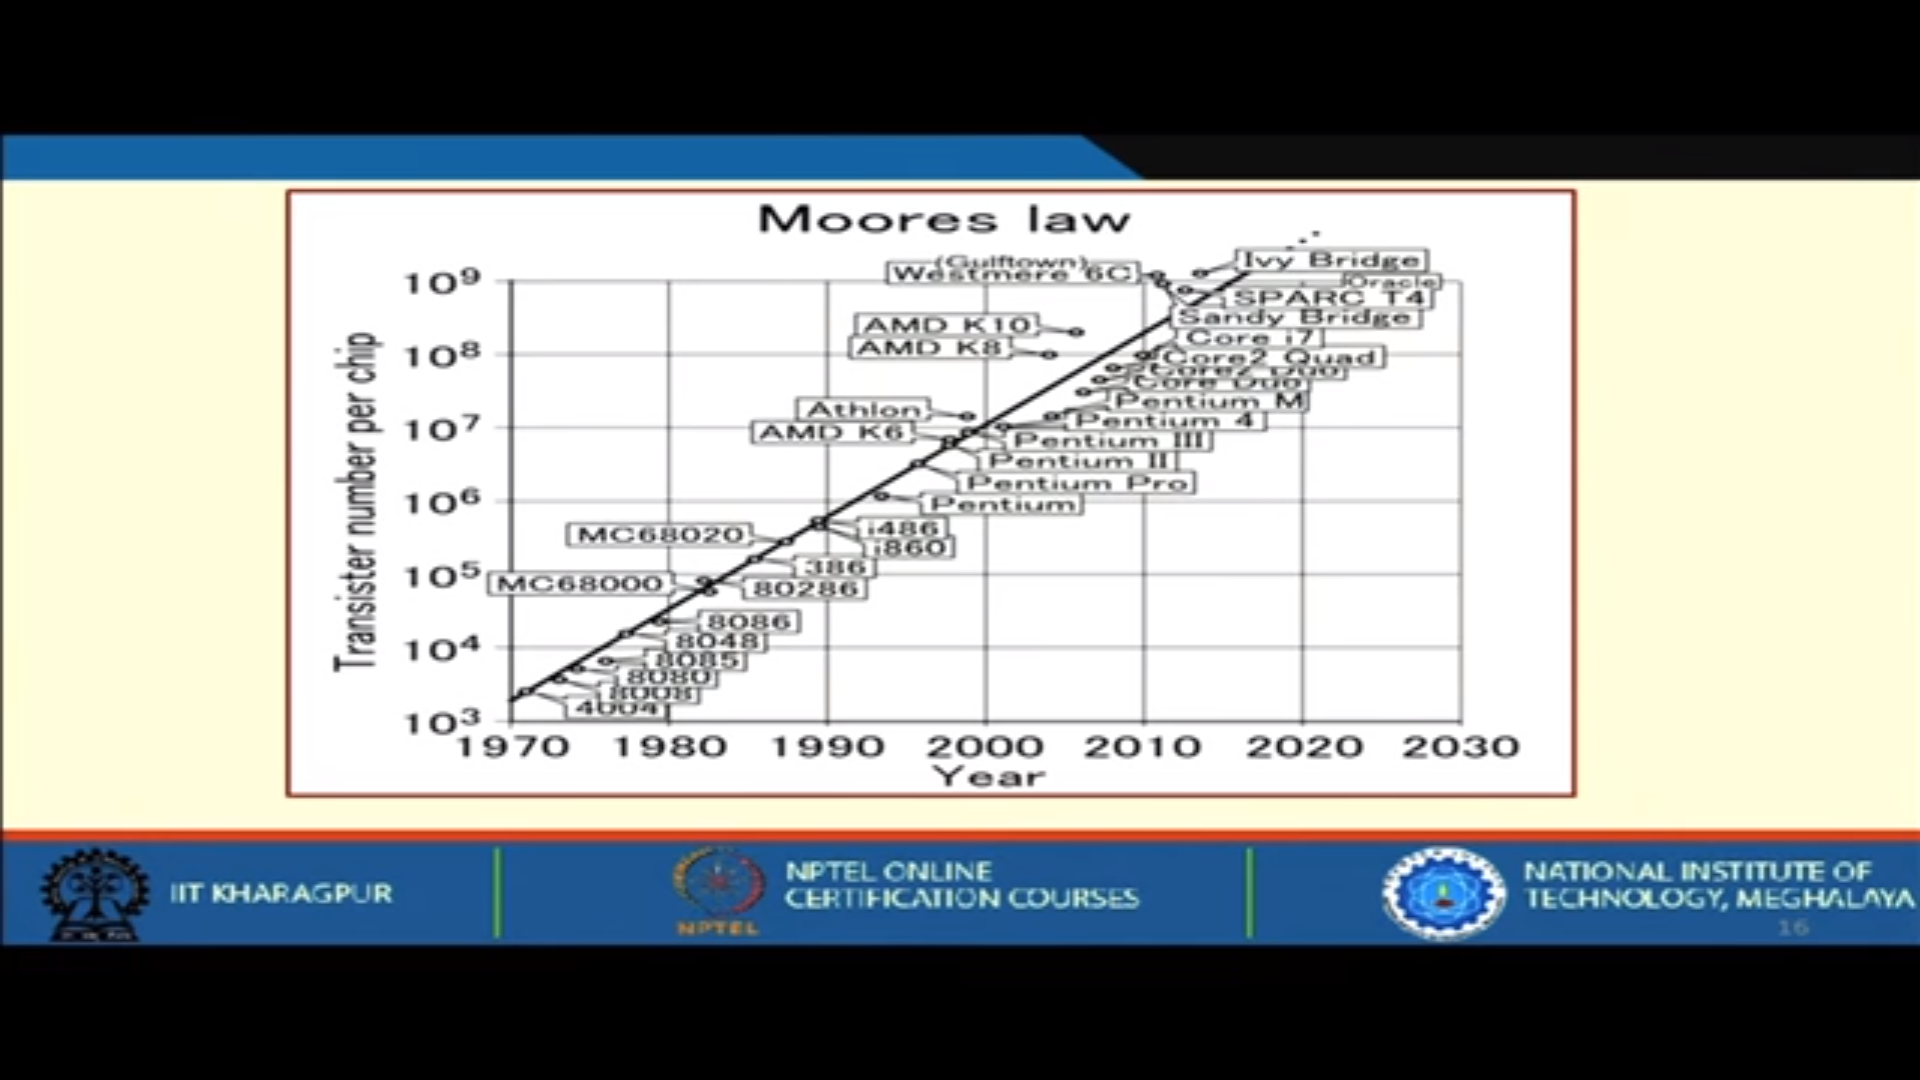 Moores law
(Gulftown)
Westmere 6C
Ivy Bridge
Oracle
SPARC T4
Sandy Bridge
AMD K10
Core i7
AMD K8
Core2 Quad
Core2 Duo
Core Duo
Pentium M
Athlon
Pentium 4
AMD K6
Pentium III
Pentium II
Pentium Pro
Pentium
MC68020
i486
i860
386
MC68000
80286
8086
8048
8085
8080
8008
4004
10⁹
10⁸
10⁷
10⁶
10⁵
10⁴
10³
Transister number per chip
1970 1980 1990 2000 2010 2020 2030
Year
IIT KHARAGPUR
NPTEL
NPTEL ONLINE
CERTIFICATION COURSES
NATIONAL INSTITUTE OF
TECHNOLOGY, MEGHALAYA
16